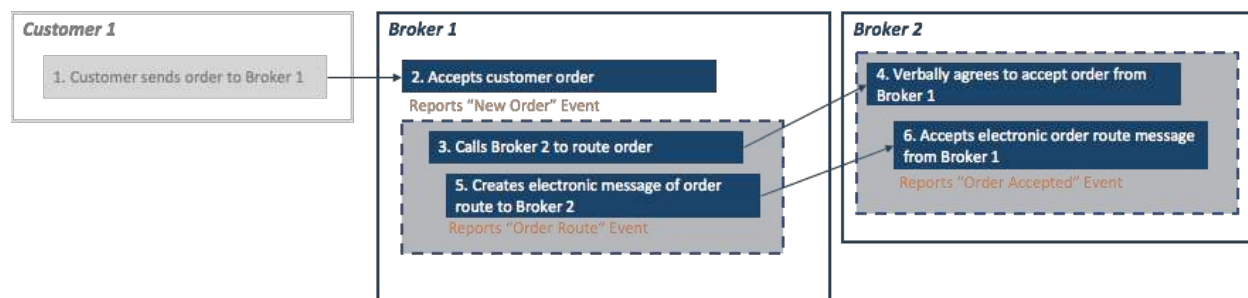 Customer 1
1. Customer sends order to Broker 1
Broker 1
2. Accepts customer order
Reports “New Order” Event
3. Calls Broker 2 to route order
5. Creates electronic message of order
route to Broker 2
Reports “Order Route” Event
Broker 2
4. Verbally agrees to accept order from
Broker 1
6. Accepts electronic order route message
from Broker 1
Reports “Order Accepted” Event